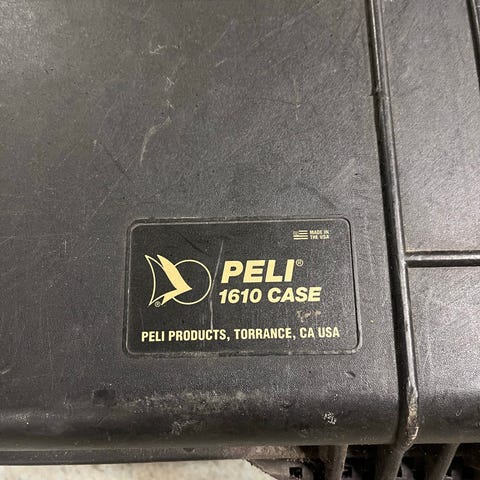 MADE IN
THE USA
PELI®
1610 CASE
®
PELI PRODUCTS, TORRANCE, CA USA